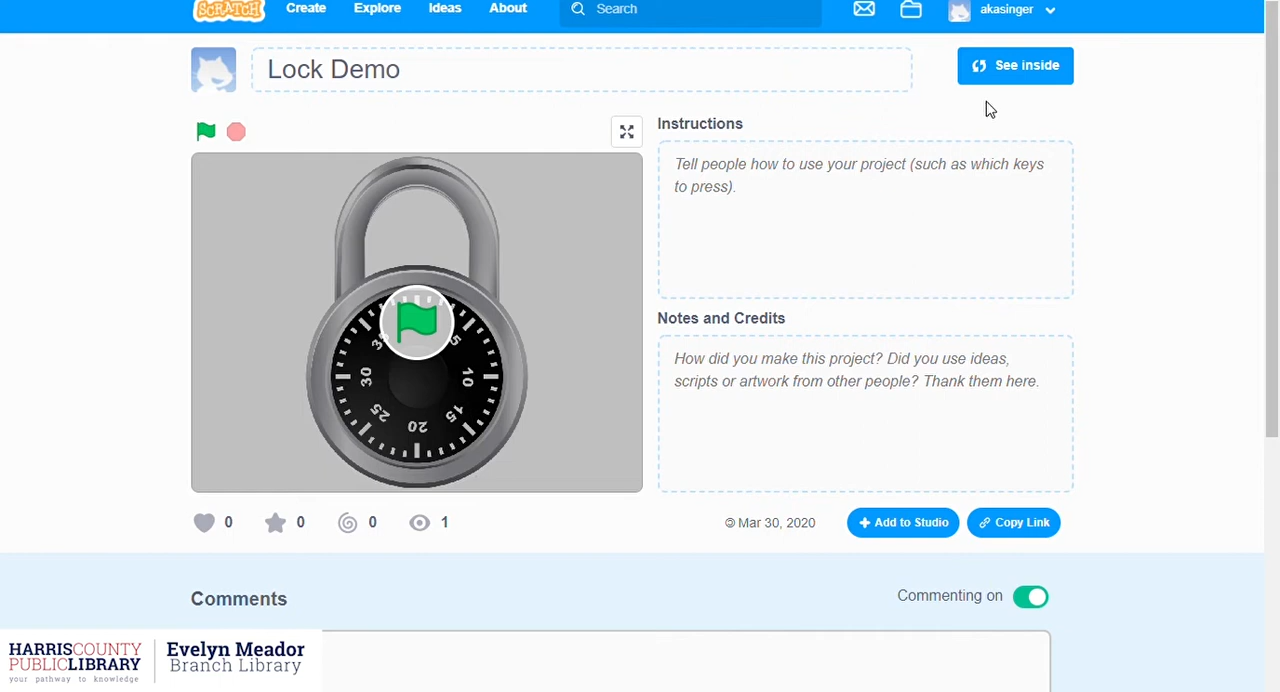 SCRATCH
Create
Explore
Ideas
About
Search
akasinger
Lock Demo
See inside
Instructions
Tell people how to use your project (such as which keys
to press).
5
10
15
20
25
30
Notes and Credits
How did you make this project? Did you use ideas,
scripts or artwork from other people? Thank them here.
0
0
0
1
© Mar 30, 2020
Add to Studio
Copy Link
Comments
Commenting on
HARRISCOUNTY
PUBLICLIBRARY
your pathway to knowledge
Evelyn Meador
Branch Library